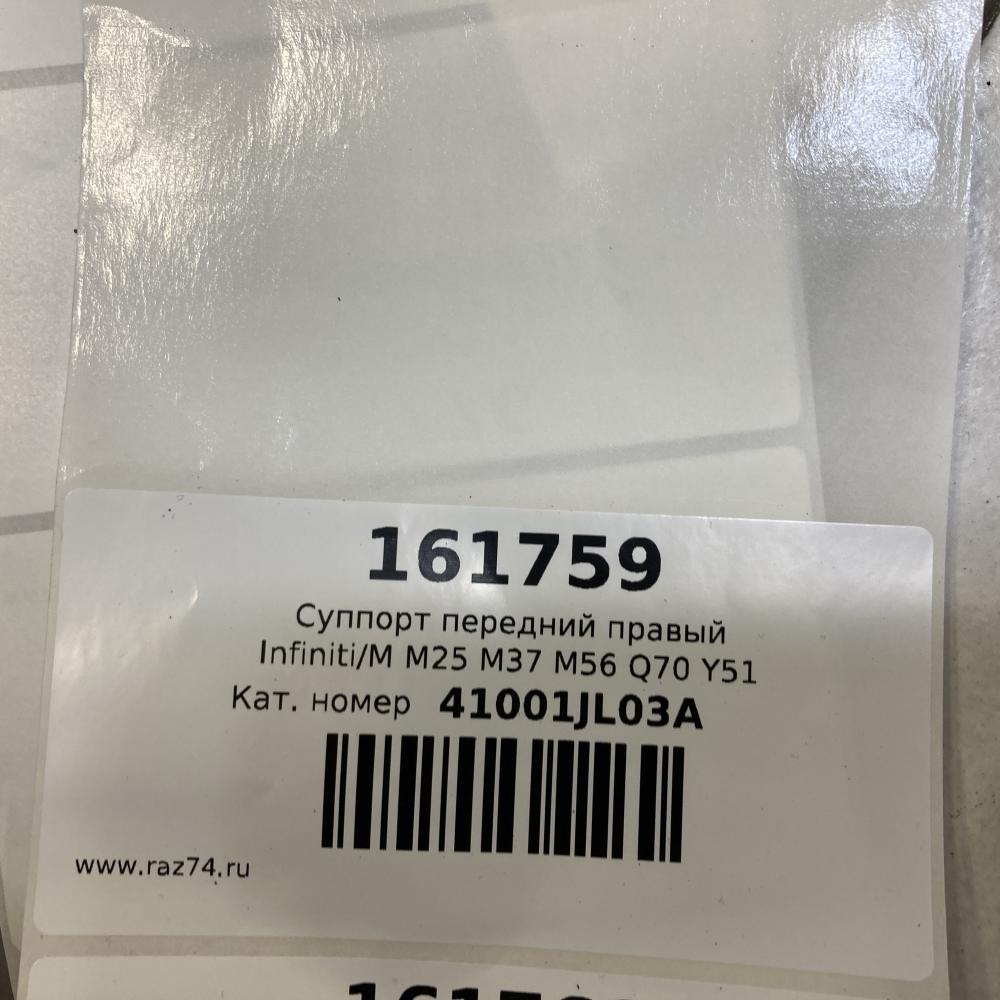 161759
Суппорт передний правый
Infiniti/M M25 M37 M56 Q70 Y51
Кат. номер 41001JL03A
www.raz74.ru